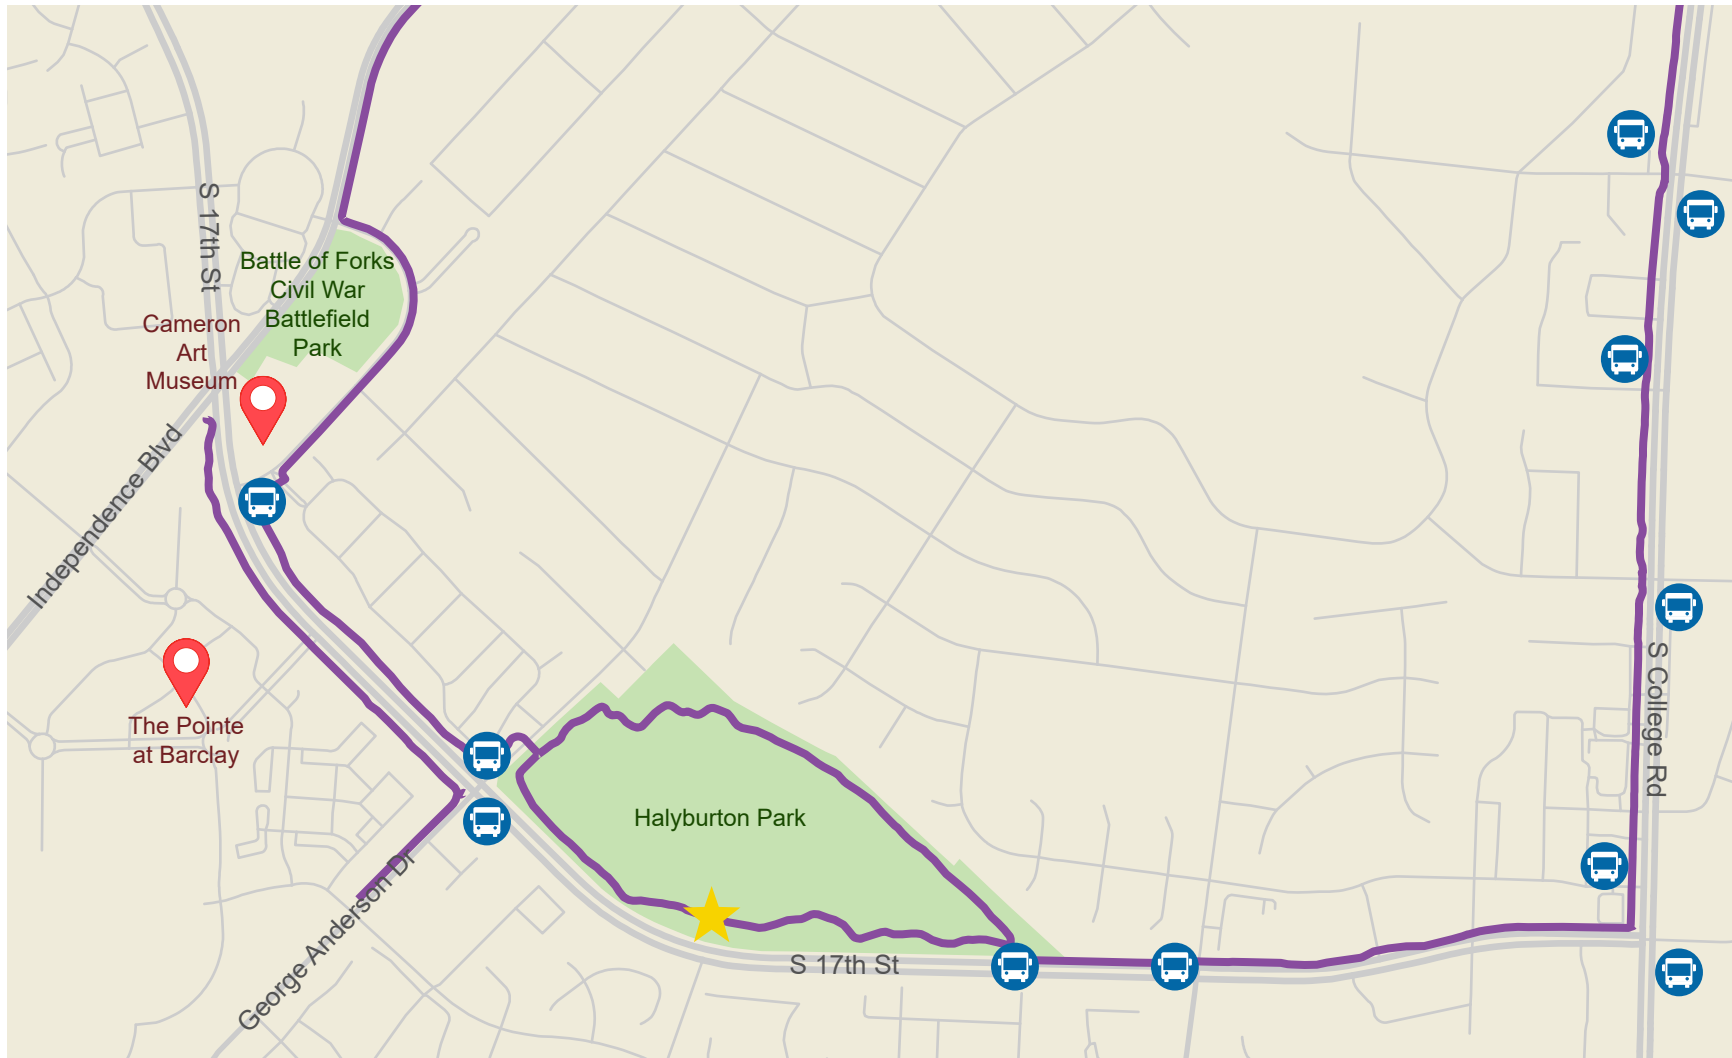 S 17th St
Battle of Forks
Civil War
Battlefield
Park
Cameron
Art
Museum
Independence Blvd
The Pointe
at Barclay
S College Rd
Halyburton Park
George Anderson Dr
S 17th St